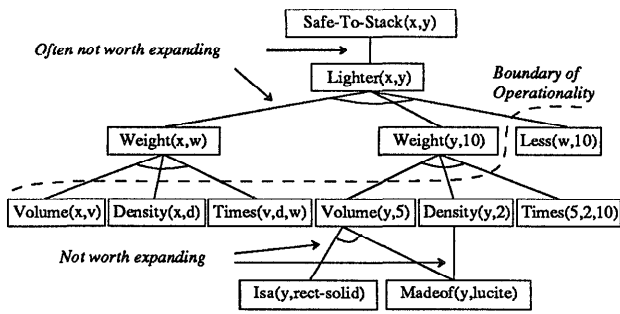 Safe-To-Stack(x,y)
Often not worth expanding
Lighter(x,y)
Boundary of
Operationality
Weight(x,w)
Weight(y,10)
Less(w,10)
Volume(x,v)
Density(x,d)
Times(v,d,w)
Volume(y,5)
Density(y,2)
Times(5,2,10)
Not worth expanding
Isa(y,rect-solid)
Madeof(y,lucite)